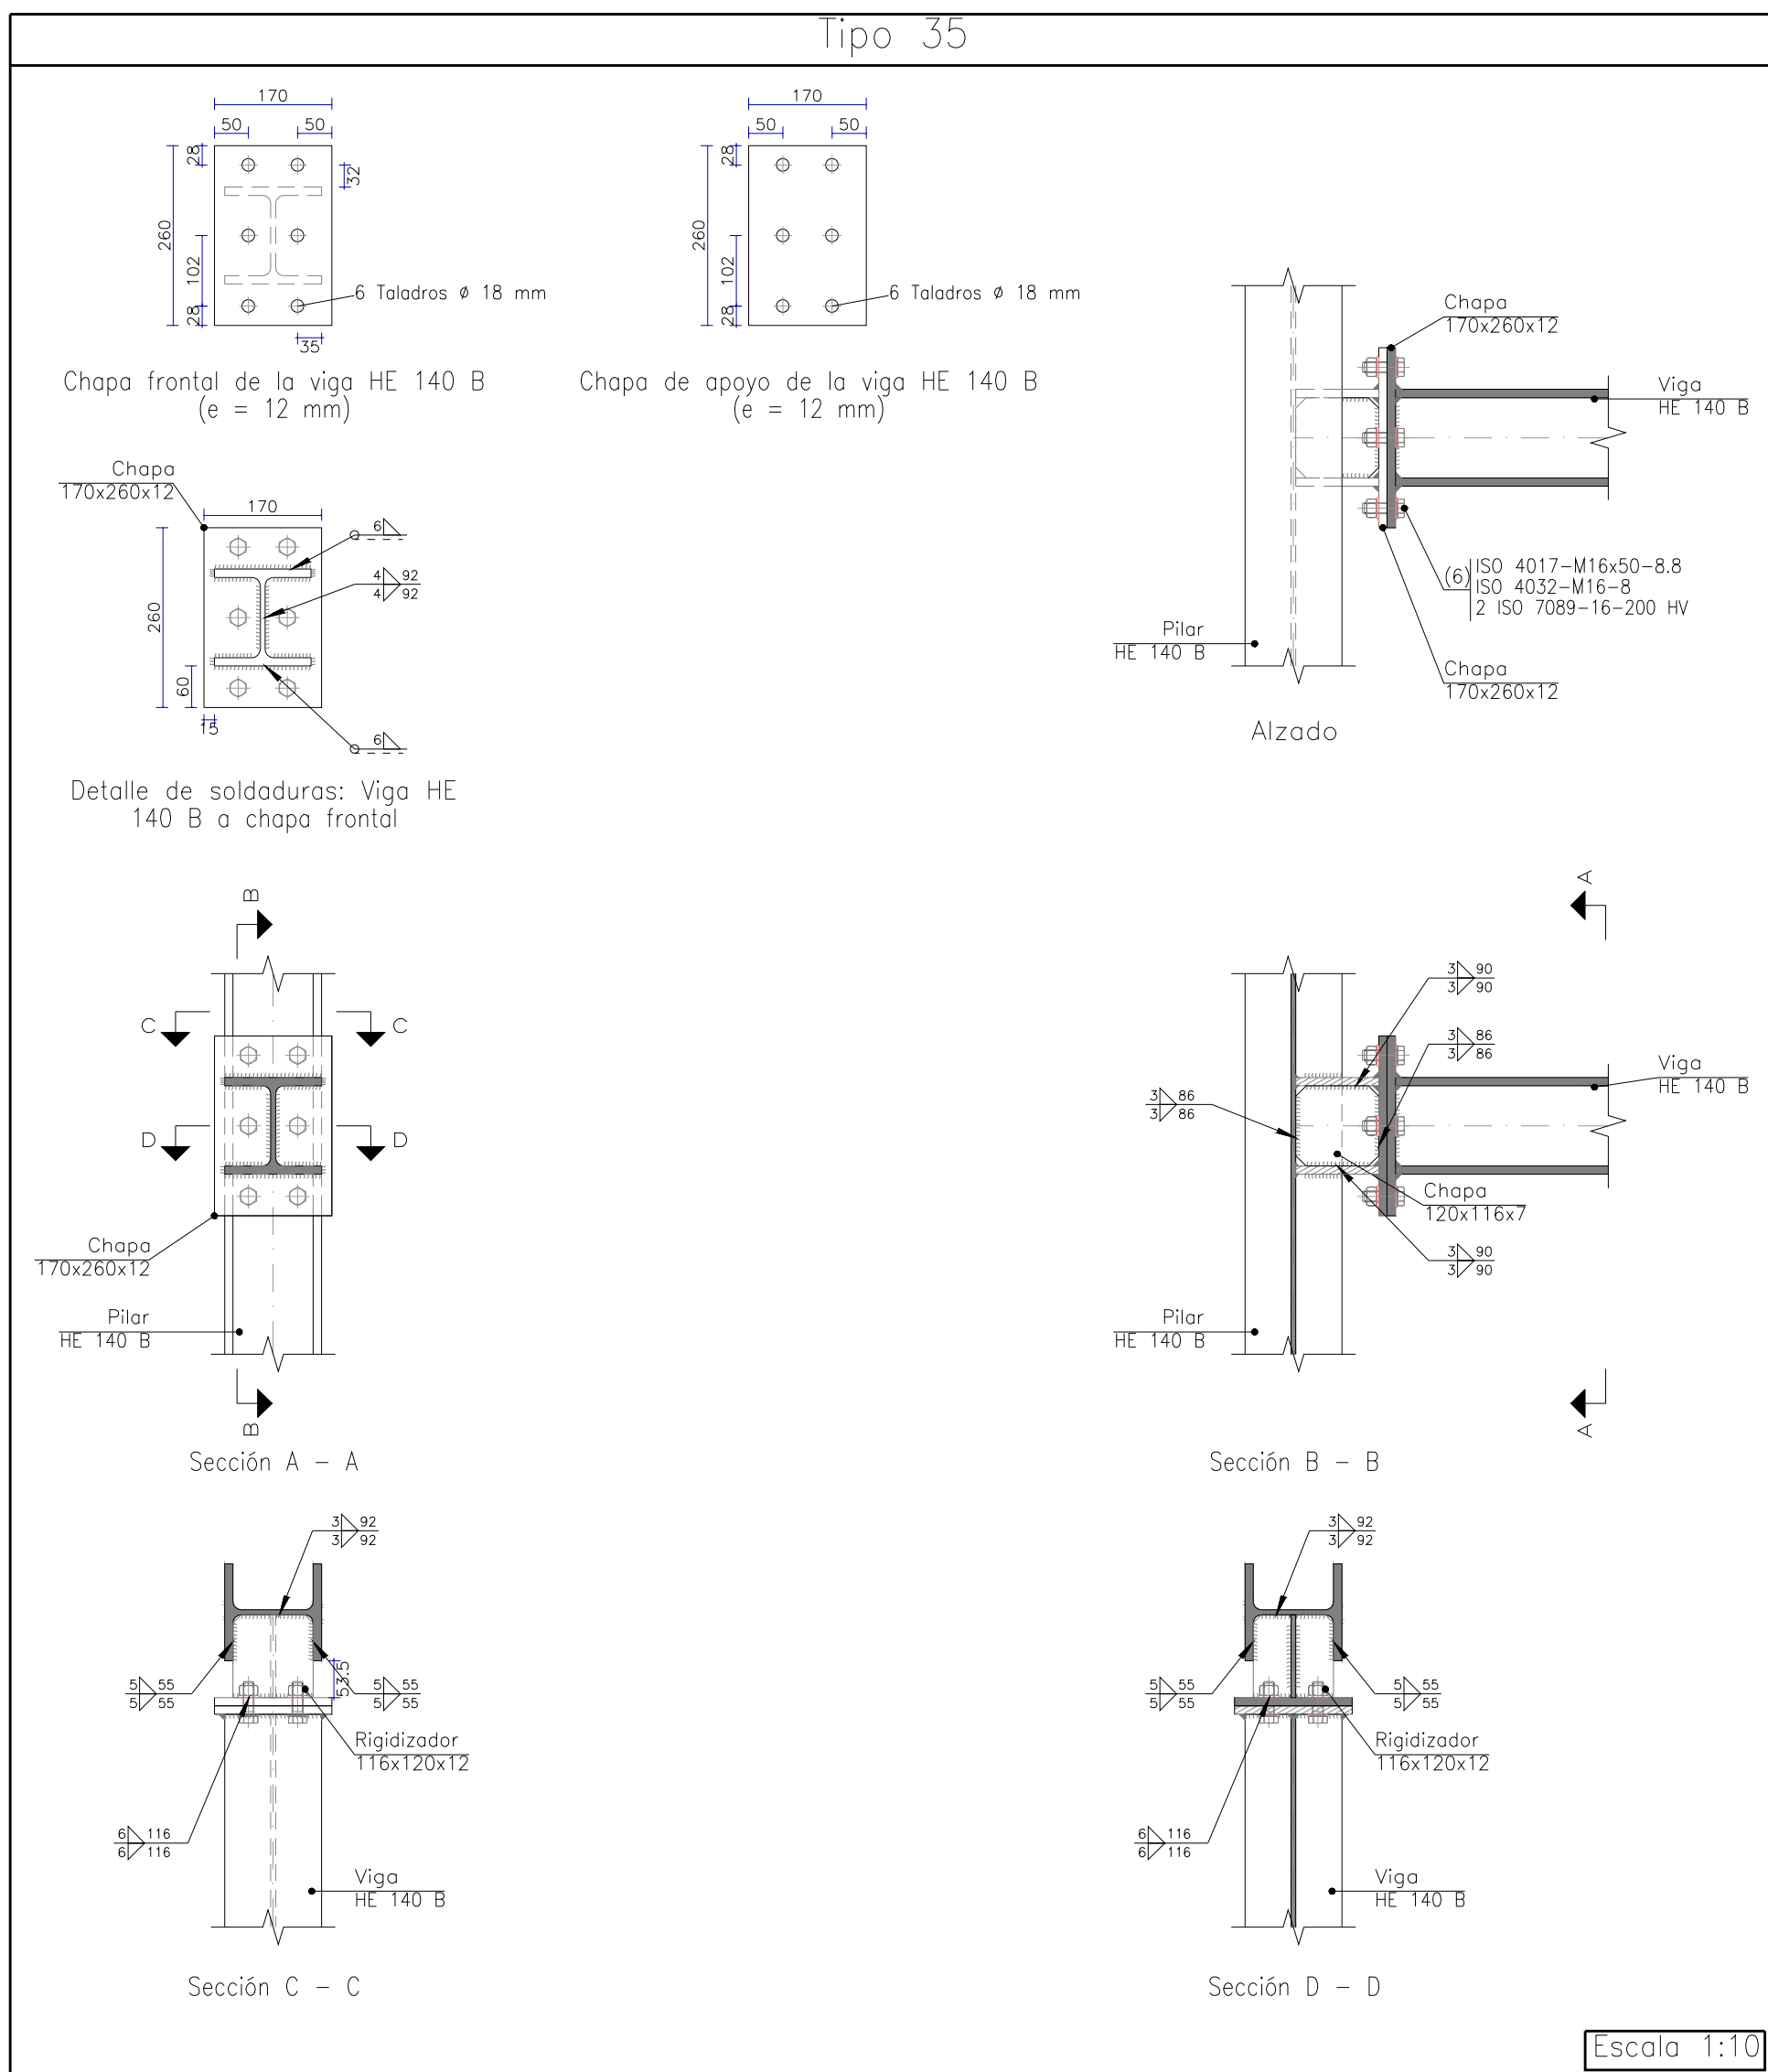 Tipo 35
170
50
50
28
32
260
102
28
35
6 Taladros ø 18 mm
Chapa frontal de la viga HE 140 B
(e = 12 mm)
170
50
50
28
260
102
28
6 Taladros ø 18 mm
Chapa de apoyo de la viga HE 140 B
(e = 12 mm)
Chapa
170x260x12
Viga
HE 140 B
(6)
ISO 4017-M16x50-8.8
ISO 4032-M16-8
2 ISO 7089-16-200 HV
Pilar
HE 140 B
Chapa
170x260x12
Alzado
Chapa
170x260x12
170
6
4 92
4 92
260
60
15
6
Detalle de soldaduras: Viga HE
140 B a chapa frontal
B
C
C
D
D
Chapa
170x260x12
Pilar
HE 140 B
B
Sección A - A
A
3 90
3 90
3 86
3 86
Viga
HE 140 B
3 86
3 86
Chapa
120x116x7
3 90
3 90
Pilar
HE 140 B
A
Sección B - B
3 92
3 92
53.5
5 55
5 55
5 55
5 55
Rigidizador
116x120x12
6 116
6 116
Viga
HE 140 B
Sección C - C
3 92
3 92
5 55
5 55
5 55
5 55
Rigidizador
116x120x12
6 116
6 116
Viga
HE 140 B
Sección D - D
Escala 1:10